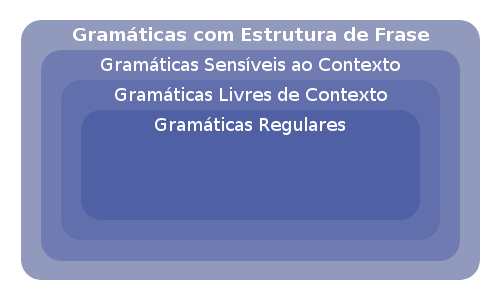 Gramáticas com Estrutura de Frase
Gramáticas Sensíveis ao Contexto
Gramáticas Livres de Contexto
Gramáticas Regulares